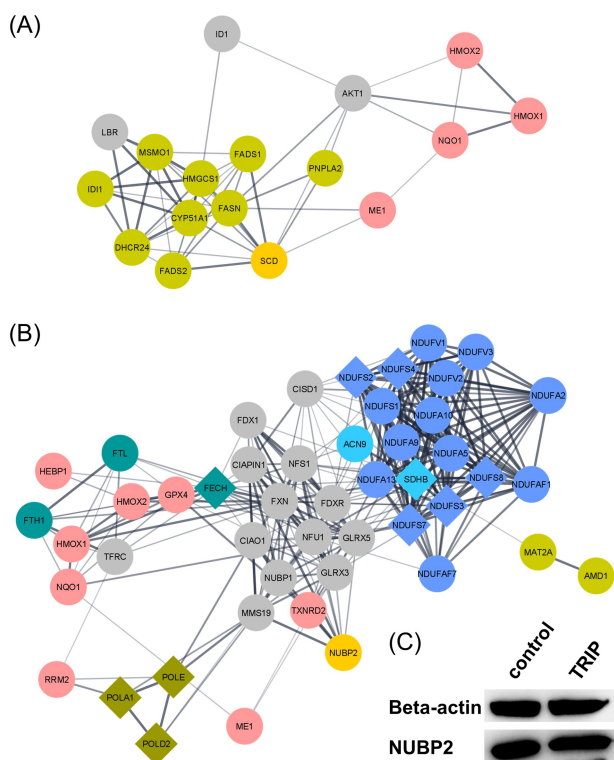 (A)
ID1
HMOX2
AKT1
HMOX1
LBR
NQO1
MSMO1
FADS1
HMGCS1
PNPLA2
IDI1
FASN
ME1
CYP51A1
DHCR24
SCD
FADS2
(B)
NDUFV1
NDUFV3
NDUFS4
NDUFS2
NDUFV2
CISD1
NDUFA2
NDUFS1
NDUFA10
FDX1
ACN9
NDUFA9
NDUFA5
FTL
CIAPIN1
NFS1
HEBP1
NDUFA13
SDHB
NDUFS8
NDUFAF1
FECH
GPX4
HMOX2
FXN
FDXR
NDUFS3
FTH1
NDUFS7
HMOX1
CIAO1
NFU1
GLRX5
TFRC
MAT2A
NQO1
NUBP1
GLRX3
NDUFAF7
AMD1
MMS19
TXNRD2
NUBP2
RRM2
POLE
POLA1
ME1
POLD2
(C)
control
TRIP
Beta-actin
NUBP2